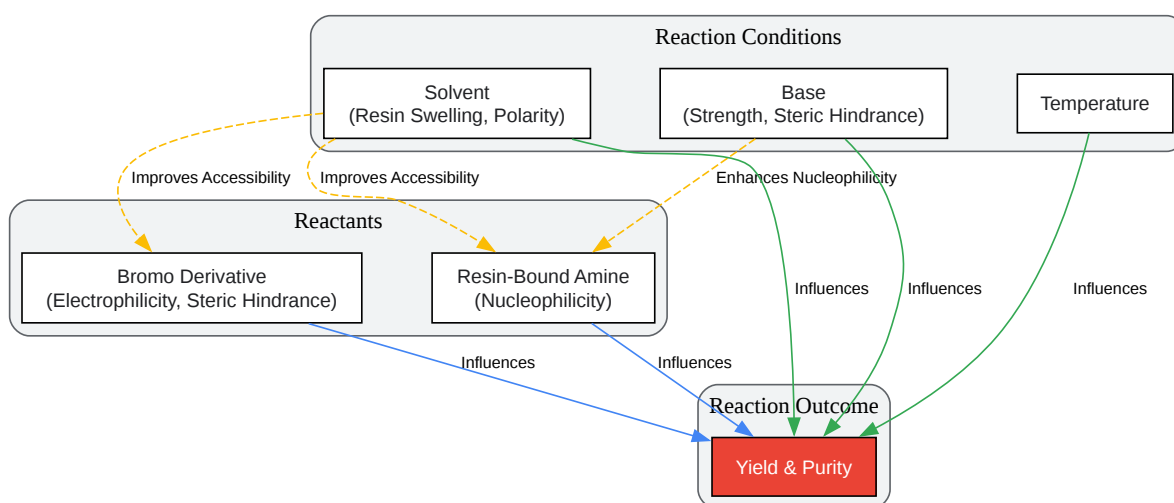 Reaction Conditions
Solvent
(Resin Swelling, Polarity)
Base
(Strength, Steric Hindrance)
Temperature
Improves Accessibility
Improves Accessibility
Enhances Nucleophilicity
Reactants
Bromo Derivative
(Electrophilicity, Steric Hindrance)
Resin-Bound Amine
(Nucleophilicity)
Influences
Influences
Influences
Influences
Influences
Reaction Outcome
Yield & Purity